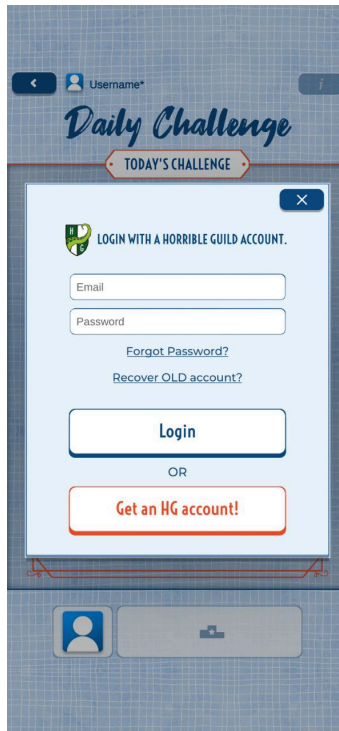 Username*
i
Daily Challenge
TODAY'S CHALLENGE
H
G
LOGIN WITH A HORRIBLE GUILD ACCOUNT.
Email
Password
Forgot Password?
Recover OLD account?
Login
OR
Get an HG account!